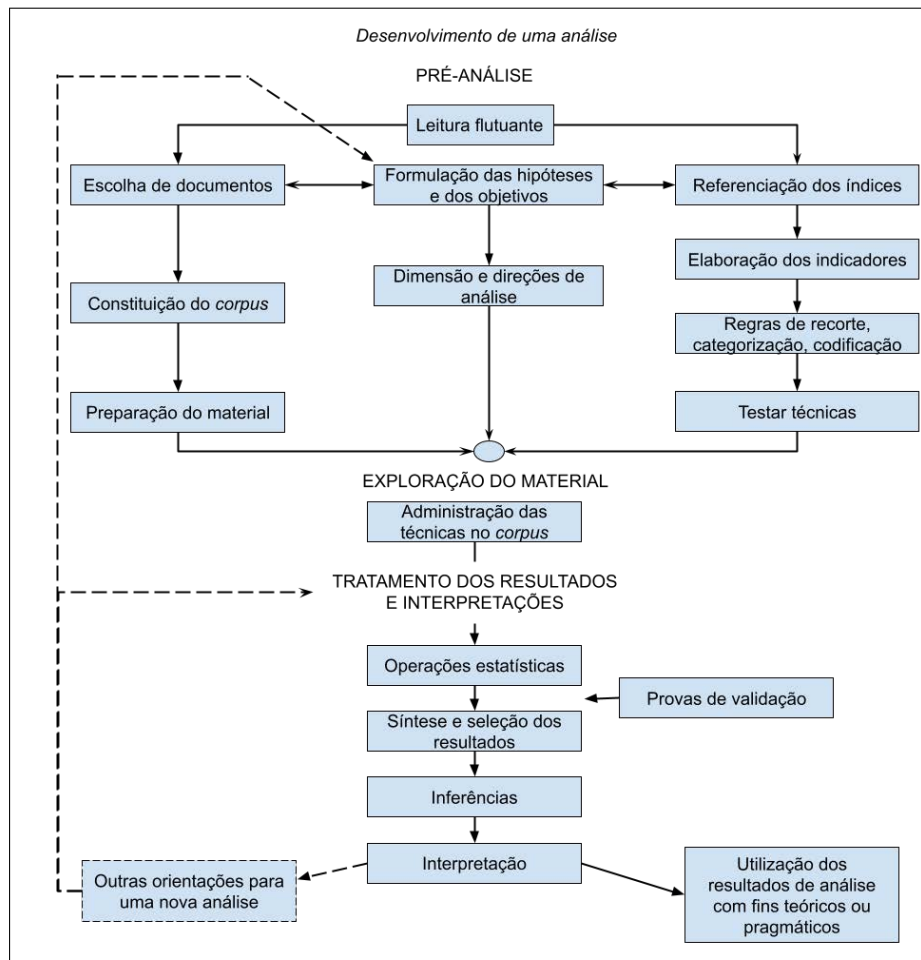 Desenvolvimento de uma análise
PRÉ-ANÁLISE
Leitura flutuante
Escolha de documentos
Formulação das hipóteses
e dos objetivos
Referenciação dos índices
Elaboração dos indicadores
Dimensão e direções de
análise
Constituição do corpus
Regras de recorte,
categorização, codificação
Preparação do material
Testar técnicas
EXPLORAÇÃO DO MATERIAL
Administração das
técnicas no corpus
TRATAMENTO DOS RESULTADOS
E INTERPRETAÇÕES
Operações estatísticas
Provas de validação
Síntese e seleção dos
resultados
Inferências
Interpretação
Outras orientações para
uma nova análise
Utilização dos
resultados de análise
com fins teóricos ou
pragmáticos